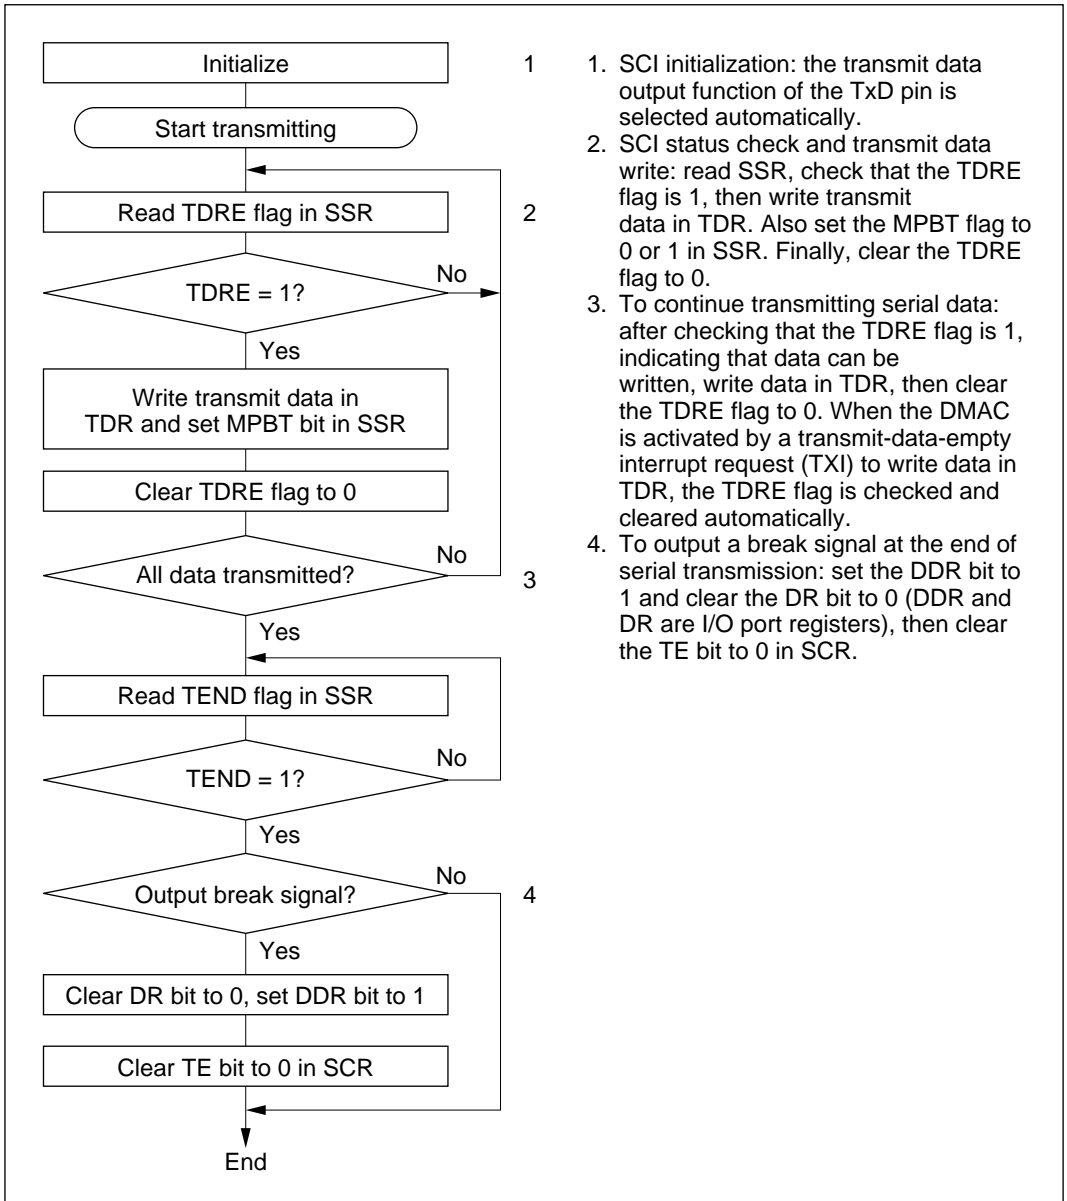 Initialize
1
Start transmitting
Read TDRE flag in SSR
2
TDRE = 1?
No
Yes
Write transmit data in
TDR and set MPBT bit in SSR
Clear TDRE flag to 0
All data transmitted?
No
3
Yes
Read TEND flag in SSR
TEND = 1?
No
Yes
Output break signal?
No
4
Yes
Clear DR bit to 0, set DDR bit to 1
Clear TE bit to 0 in SCR
End
1. SCI initialization: the transmit data
output function of the TxD pin is
selected automatically.
2. SCI status check and transmit data
write: read SSR, check that the TDRE
flag is 1, then write transmit
data in TDR. Also set the MPBT flag to
0 or 1 in SSR. Finally, clear the TDRE
flag to 0.
3. To continue transmitting serial data:
after checking that the TDRE flag is 1,
indicating that data can be
written, write data in TDR, then clear
the TDRE flag to 0. When the DMAC
is activated by a transmit-data-empty
interrupt request (TXI) to write data in
TDR, the TDRE flag is checked and
cleared automatically.
4. To output a break signal at the end of
serial transmission: set the DDR bit to
1 and clear the DR bit to 0 (DDR and
DR are I/O port registers), then clear
the TE bit to 0 in SCR.